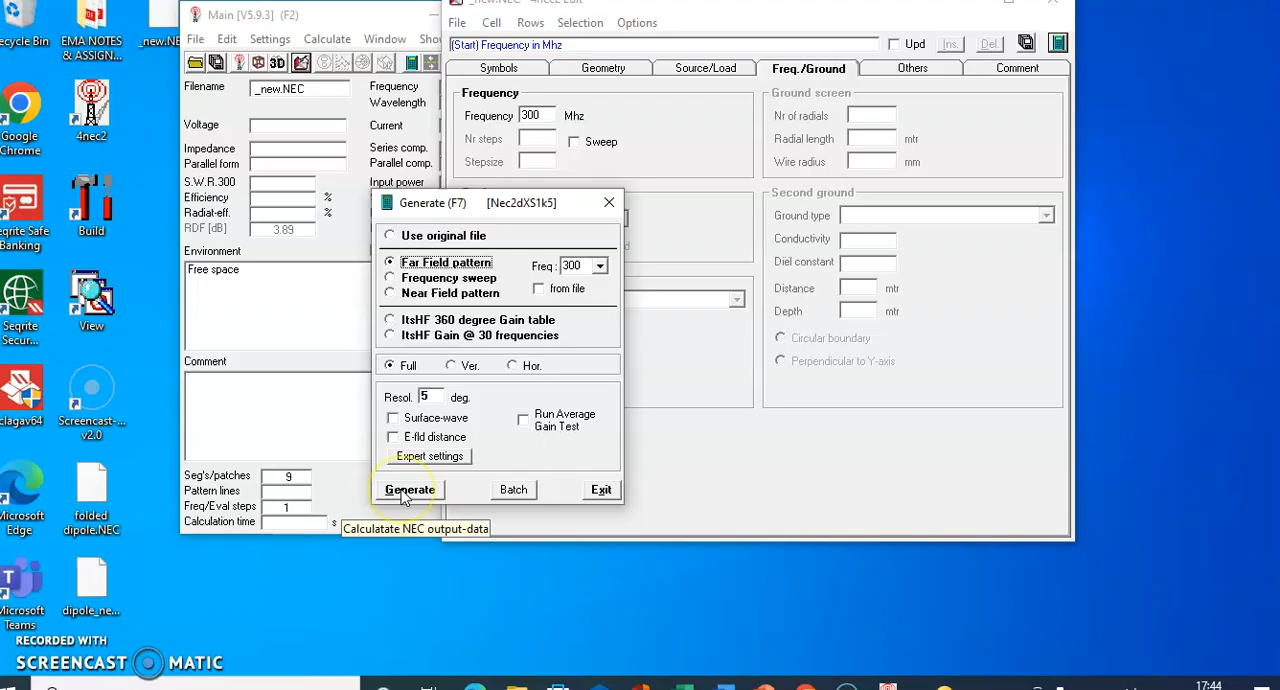 ecycle Bin
EMA NOTES
& ASSIGN...
_new.NE
Google
Chrome
4nec2
Seqrite Safe
Banking
Build
Seqrite
Secur...
View
clagav64
Screencast-...
v2.0
Microsoft
Edge
folded
dipole.NEC
Microsoft
Teams
dipole_ne...
RECORDED WITH
SCREENCAST MATIC
Main [V5.9.3] (F2)
File Edit Settings Calculate Window Sho
3D
Filename _new.NEC Frequency
Wavelength
Voltage Current
Impedance Series comp.
Parallel form Parallel comp.
S.W.R.300 Input power
Efficiency %
Radiat-eff. %
RDF [dB] 3.89
Environment
Free space
Comment
Seg's/patches 9
Pattern lines
Freq/Eval steps 1
Calculation time s
_new.NEC - 4nec2 Edit
File Cell Rows Selection Options
(Start) Frequency in Mhz Upd Ins. Del.
Symbols Geometry Source/Load Freq./Ground Others Comment
Frequency
Frequency 300 Mhz
Nr steps Sweep
Stepsize
Ground screen
Nr of radials
Radial length mtr
Wire radius mm
Second ground
Ground type
Conductivity
Diel constant
Distance mtr
Depth mtr
Circular boundary
Perpendicular to Y-axis
Generate (F7) [Nec2dXS1k5]
Use original file
Far Field pattern Freq : 300
Frequency sweep
Near Field pattern from file
ItsHF 360 degree Gain table
ItsHF Gain @ 30 frequencies
Full Ver. Hor.
Resol. 5 deg.
Surface-wave Run Average
Gain Test
E-fld distance
Expert settings
Generate Batch Exit
Calculatate NEC output-data
17:44